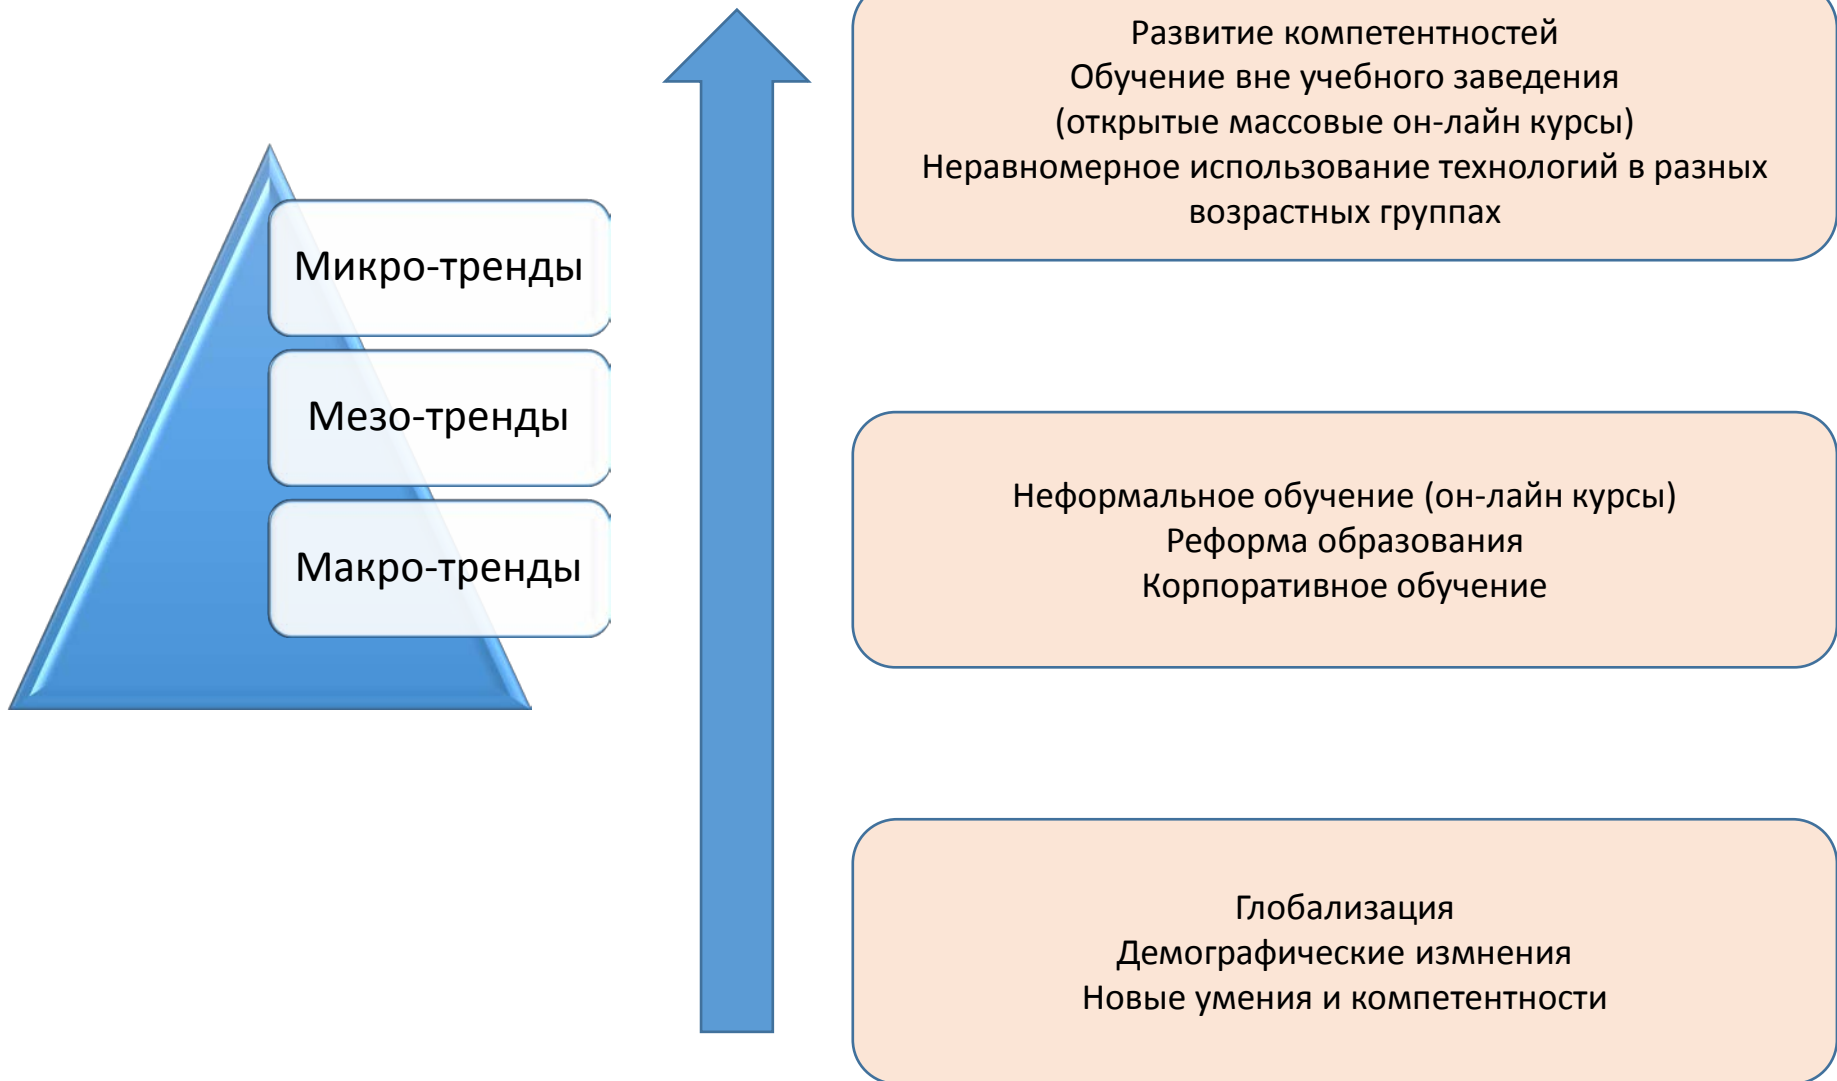 Микро-тренды
Мезо-тренды
Макро-тренды
Развитие компетентностей
Обучение вне учебного заведения
(открытые массовые он-лайн курсы)
Неравномерное использование технологий в разных
возрастных группах
Неформальное обучение (он-лайн курсы)
Реформа образования
Корпоративное обучение
Глобализация
Демографические измнения
Новые умения и компетентности